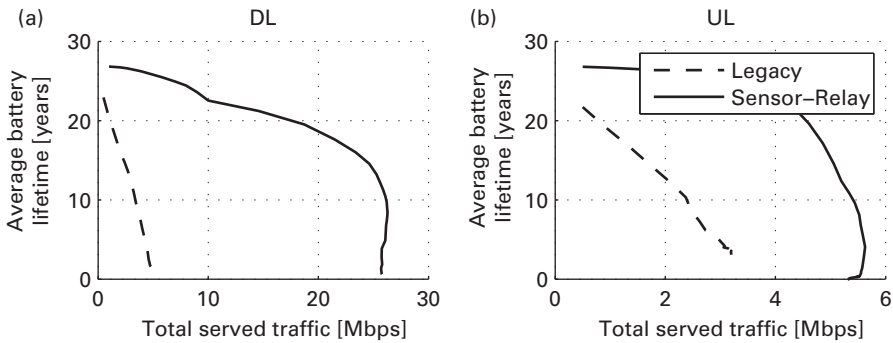 (a)
DL
30
20
10
0
Average battery
lifetime [years]
0 10 20 30
Total served traffic [Mbps]
(b)
UL
30
20
10
0
Average battery
lifetime [years]
Legacy
Sensor–Relay
0 2 4 6
Total served traffic [Mbps]